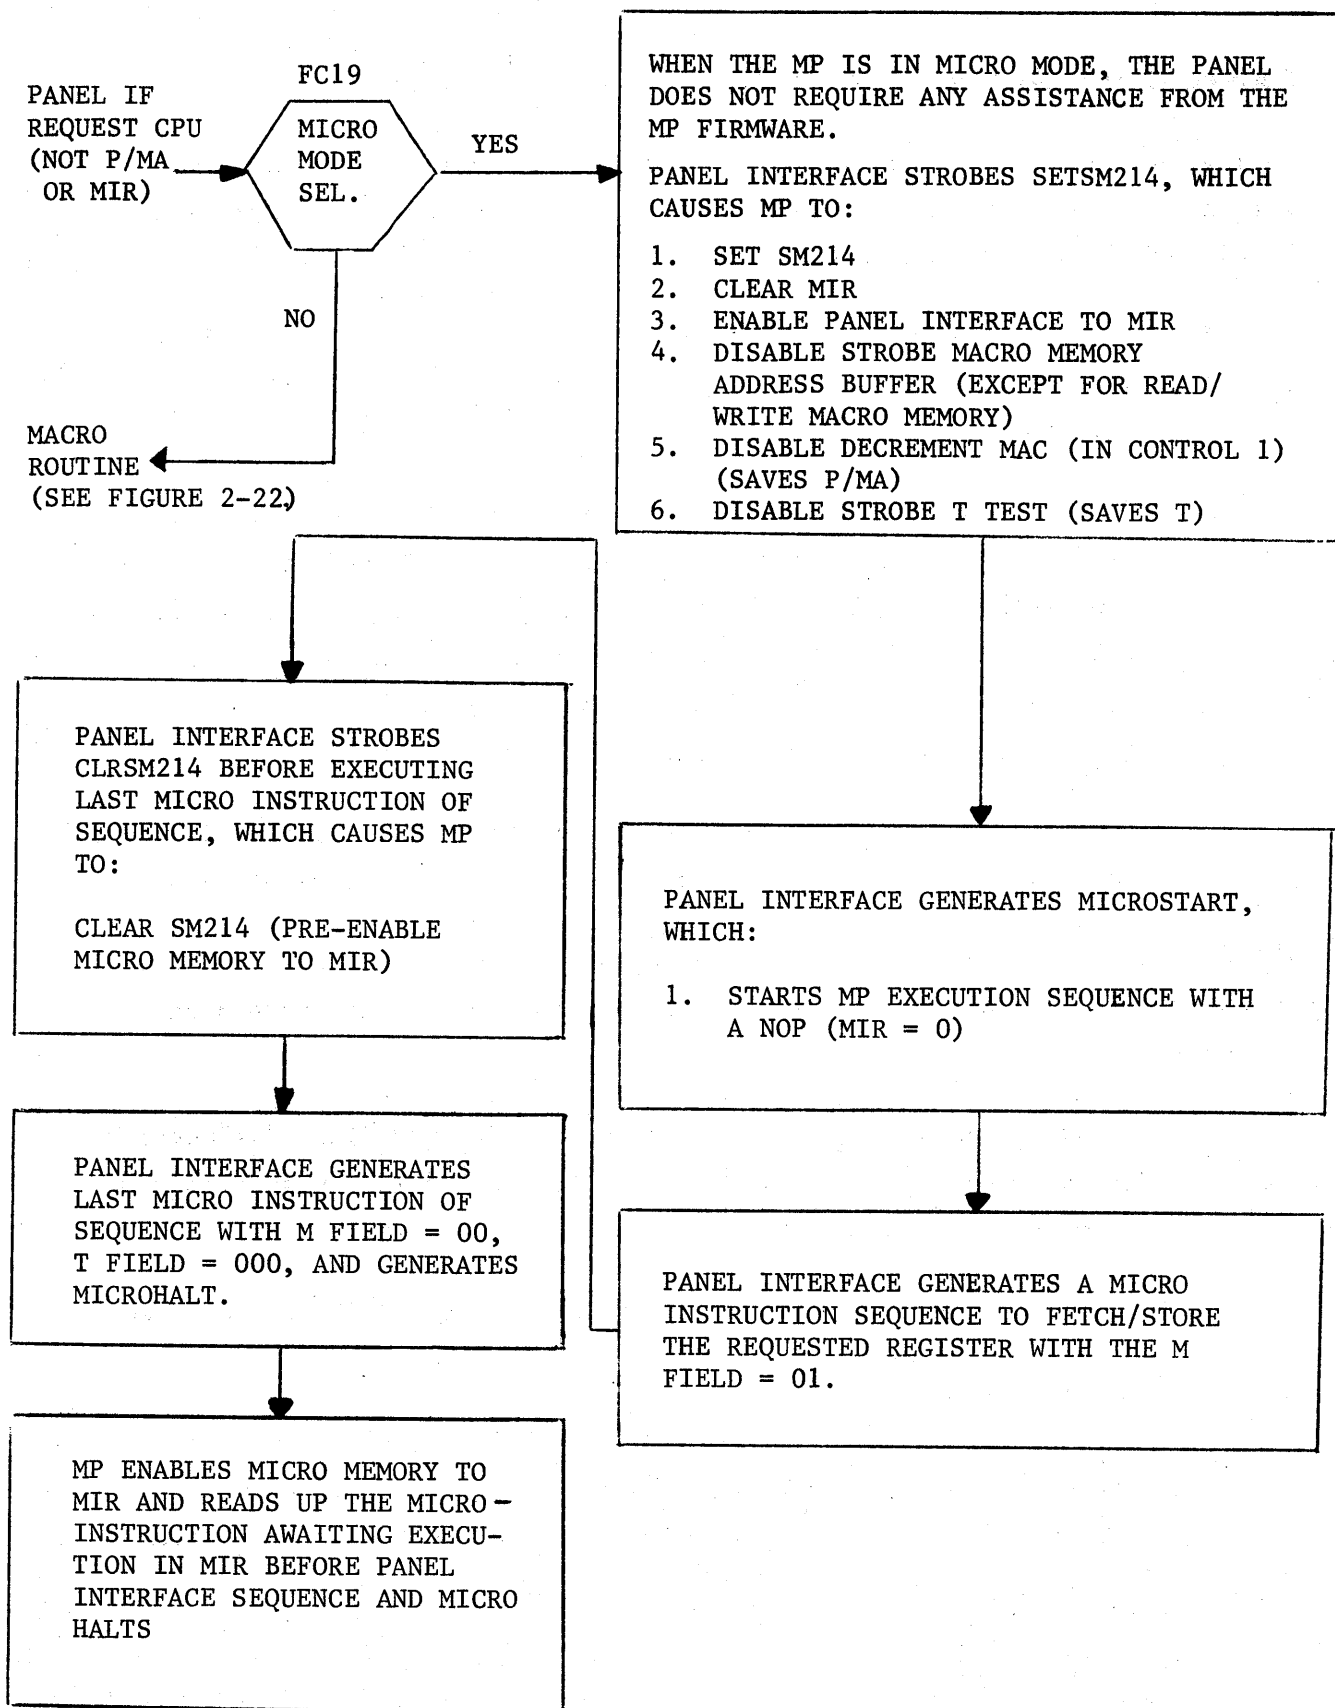 PANEL IF
REQUEST CPU
(NOT P/MA
OR MIR)
FC19
MICRO
MODE
SEL.
YES
NO
MACRO
ROUTINE
(SEE FIGURE 2-22)
WHEN THE MP IS IN MICRO MODE, THE PANEL
DOES NOT REQUIRE ANY ASSISTANCE FROM THE
MP FIRMWARE.
PANEL INTERFACE STROBES SETSM214, WHICH
CAUSES MP TO:
1. SET SM214
2. CLEAR MIR
3. ENABLE PANEL INTERFACE TO MIR
4. DISABLE STROBE MACRO MEMORY
ADDRESS BUFFER (EXCEPT FOR READ/
WRITE MACRO MEMORY)
5. DISABLE DECREMENT MAC (IN CONTROL 1)
(SAVES P/MA)
6. DISABLE STROBE T TEST (SAVES T)
PANEL INTERFACE GENERATES MICROSTART,
WHICH:
1. STARTS MP EXECUTION SEQUENCE WITH
A NOP (MIR = 0)
PANEL INTERFACE GENERATES A MICRO
INSTRUCTION SEQUENCE TO FETCH/STORE
THE REQUESTED REGISTER WITH THE M
FIELD = 01.
PANEL INTERFACE STROBES
CLRSM214 BEFORE EXECUTING
LAST MICRO INSTRUCTION OF
SEQUENCE, WHICH CAUSES MP
TO:
CLEAR SM214 (PRE-ENABLE
MICRO MEMORY TO MIR)
PANEL INTERFACE GENERATES
LAST MICRO INSTRUCTION OF
SEQUENCE WITH M FIELD = 00,
T FIELD = 000, AND GENERATES
MICROHALT.
MP ENABLES MICRO MEMORY TO
MIR AND READS UP THE MICRO-
INSTRUCTION AWAITING EXECU-
TION IN MIR BEFORE PANEL
INTERFACE SEQUENCE AND MICRO
HALTS